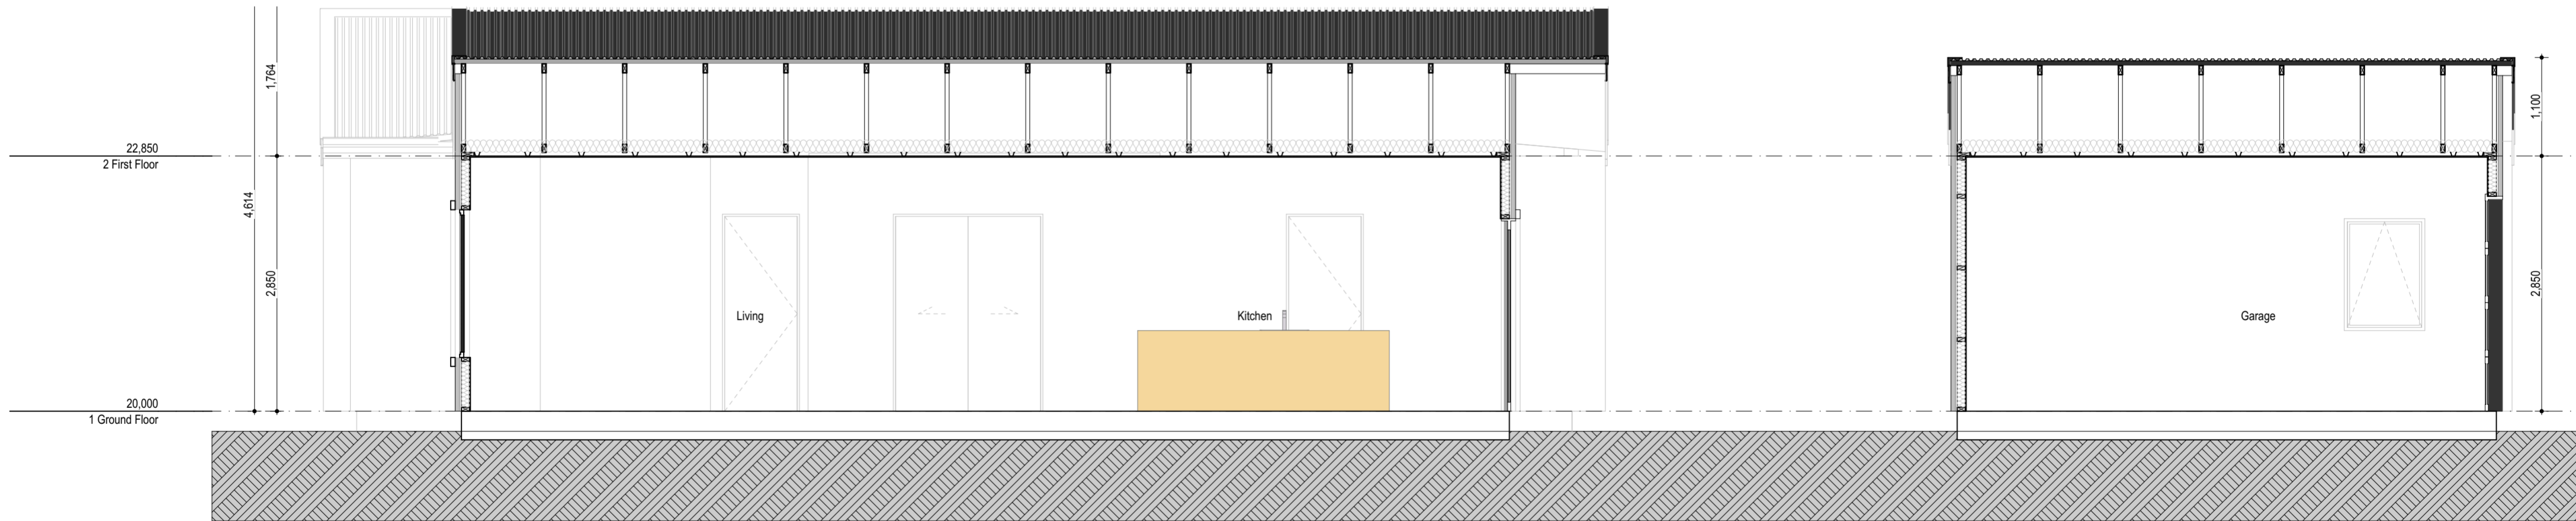 1,764
1,100
22,850
2 First Floor
4,614
2,850
2,850
Living
Kitchen
Garage
20,000
1 Ground Floor